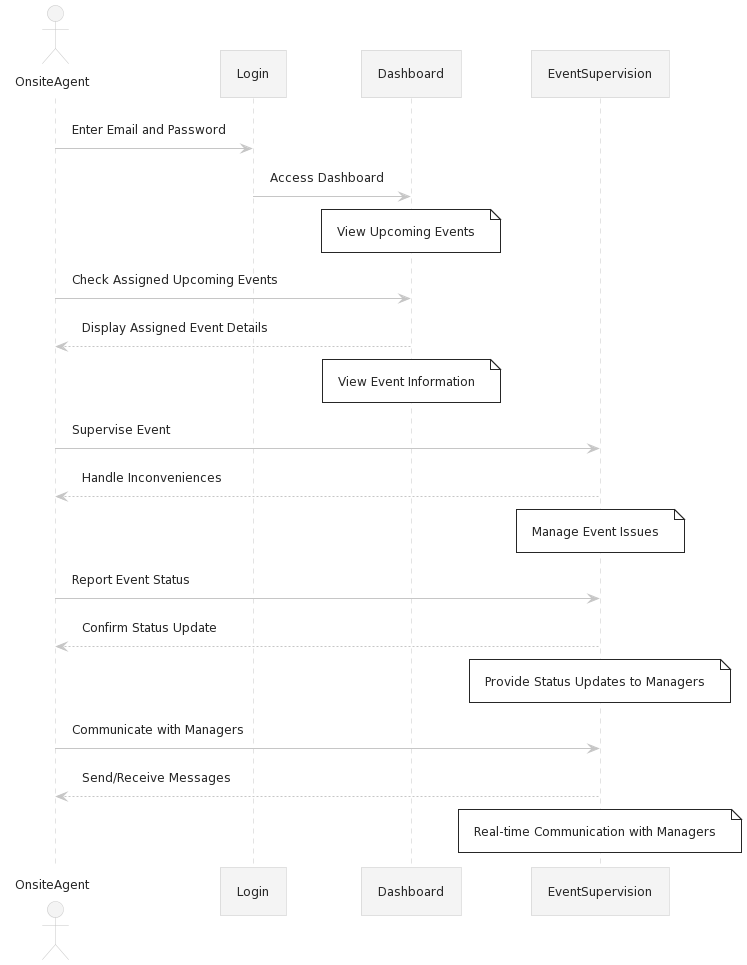 OnsiteAgent
Login
Dashboard
EventSupervision
Enter Email and Password
Access Dashboard
View Upcoming Events
Check Assigned Upcoming Events
Display Assigned Event Details
View Event Information
Supervise Event
Handle Inconveniences
Manage Event Issues
Report Event Status
Confirm Status Update
Provide Status Updates to Managers
Communicate with Managers
Send/Receive Messages
Real-time Communication with Managers
OnsiteAgent
Login
Dashboard
EventSupervision